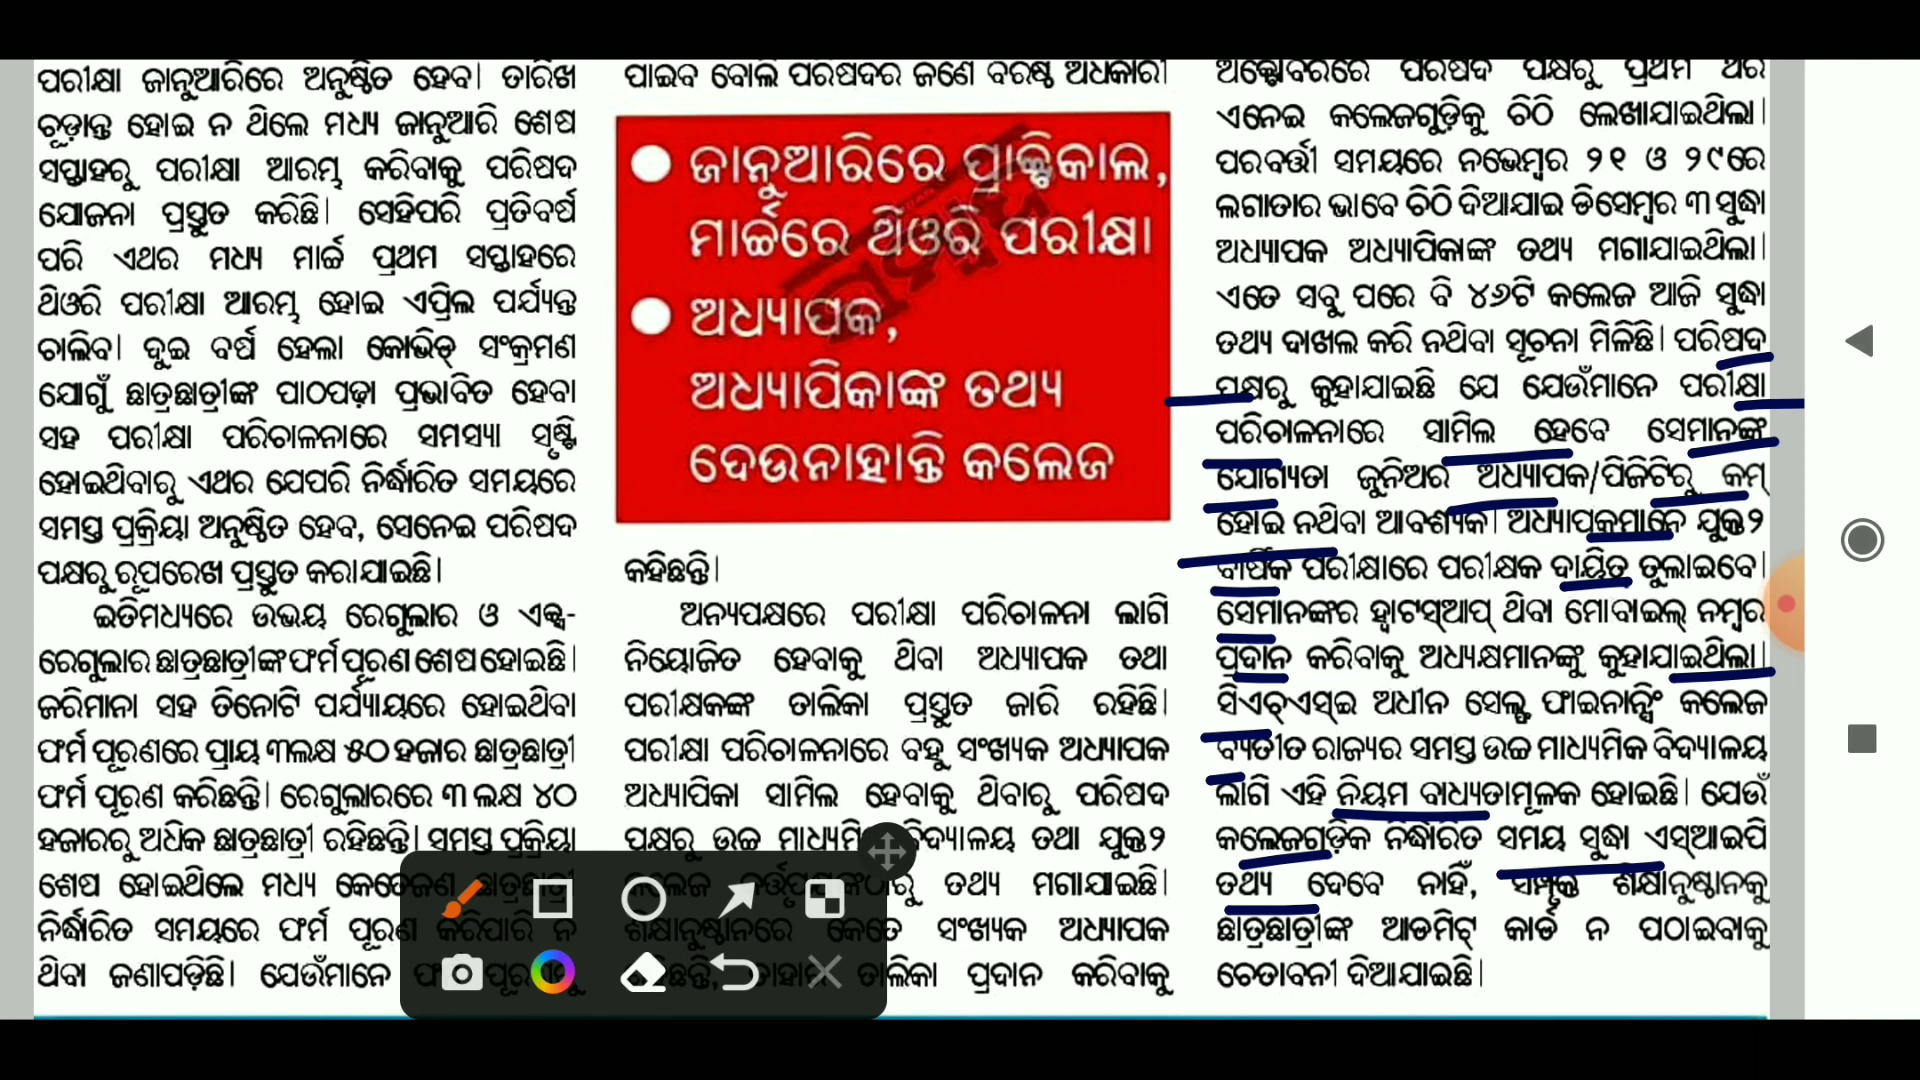 ପରୀକ୍ଷା ଜାନୁଆରିରେ ଅନୁଷ୍ଠିତ ହେବ। ତାରିଖ
ଚୂଡ଼ାନ୍ତ ହୋଇ ନ ଥିଲେ ମଧ୍ୟ ଜାନୁଆରି ଶେଷ
ସପ୍ତାହରୁ ପରୀକ୍ଷା ଆରମ୍ଭ କରିବାକୁ ପରିଷଦ
ଯୋଜନା ପ୍ରସ୍ତୁତ କରିଛି। ସେହିପରି ପ୍ରତିବର୍ଷ
ପରି ଏଥର ମଧ୍ୟ ମାର୍ଚ୍ଚ ପ୍ରଥମ ସପ୍ତାହରେ
ଥିଓରି ପରୀକ୍ଷା ଆରମ୍ଭ ହୋଇ ଏପ୍ରିଲ ପର୍ଯ୍ୟନ୍ତ
ଚାଲିବ। ଦୁଇ ବର୍ଷ ହେଲା କୋଭିଡ୍ ସଂକ୍ରମଣ
ଯୋଗୁଁ ଛାତ୍ରଛାତ୍ରୀଙ୍କ ପାଠପଢ଼ା ପ୍ରଭାବିତ ହେବା
ସହ ପରୀକ୍ଷା ପରିଚାଳନାରେ ସମସ୍ୟା ସୃଷ୍ଟି
ହୋଇଥିବାରୁ ଏଥର ଯେପରି ନିର୍ଦ୍ଧାରିତ ସମୟରେ
ସମସ୍ତ ପ୍ରକ୍ରିୟା ଅନୁଷ୍ଠିତ ହେବ, ସେନେଇ ପରିଷଦ
ପକ୍ଷରୁ ରୂପରେଖ ପ୍ରସ୍ତୁତ କରାଯାଇଛି।
ଇତିମଧ୍ୟରେ ଉଭୟ ରେଗୁଲାର ଓ ଏକ୍ସ-
ରେଗୁଲାର ଛାତ୍ରଛାତ୍ରୀଙ୍କ ଫର୍ମ ପୂରଣ ଶେଷ ହୋଇଛି।
ଜରିମାନା ସହ ତିନୋଟି ପର୍ଯ୍ୟାୟରେ ହୋଇଥିବା
ଫର୍ମ ପୂରଣରେ ପ୍ରାୟ ୩ଲକ୍ଷ ୫୦ ହଜାର ଛାତ୍ରଛାତ୍ରୀ
ଫର୍ମ ପୂରଣ କରିଛନ୍ତି। ରେଗୁଲାରରେ ୩ ଲକ୍ଷ ୪୦
ହଜାରରୁ ଅଧିକ ଛାତ୍ରଛାତ୍ରୀ ରହିଛନ୍ତି। ସମସ୍ତ ପ୍ରକ୍ରିୟା
ଶେଷ ହୋଇଥିଲେ ମଧ୍ୟ କେତେଜଣ ଛାତ୍ରଛାତ୍ରୀ
ନିର୍ଦ୍ଧାରିତ ସମୟରେ ଫର୍ମ ପୂରଣ କରିପାରି ନ
ଥିବା ଜଣାପଡ଼ିଛି। ଯେଉଁମାନେ
ପାଇବ ବୋଲି ପରିଷଦର ଜଣେ ବରିଷ୍ଠ ଅଧିକାରୀ
ଜାନୁଆରିରେ ପ୍ରାକ୍ଟିକାଲ,
ମାର୍ଚ୍ଚରେ ଥିଓରି ପରୀକ୍ଷା
ଅଧ୍ୟାପକ,
ଅଧ୍ୟାପିକାଙ୍କ ତଥ୍ୟ
ଦେଉନାହାନ୍ତି କଲେଜ
କହିଛନ୍ତି।
ଅନ୍ୟପକ୍ଷରେ ପରୀକ୍ଷା ପରିଚାଳନା ଲାଗି
ନିୟୋଜିତ ହେବାକୁ ଥିବା ଅଧ୍ୟାପକ ତଥା
ପରୀକ୍ଷକଙ୍କ ତାଲିକା ପ୍ରସ୍ତୁତ ଜାରି ରହିଛି।
ପରୀକ୍ଷା ପରିଚାଳନାରେ ବହୁ ସଂଖ୍ୟକ ଅଧ୍ୟାପକ
ଅଧ୍ୟାପିକା ସାମିଲ ହେବାକୁ ଥିବାରୁ ପରିଷଦ
ପକ୍ଷରୁ ଉଚ୍ଚ ମାଧ୍ୟମିକ ବିଦ୍ୟାଳୟ ତଥା ଯୁକ୍ତ୨
କଲେଜ କର୍ତ୍ତୃପକ୍ଷଙ୍କଠାରୁ ତଥ୍ୟ ମଗାଯାଇଛି।
ଶିକ୍ଷାନୁଷ୍ଠାନରେ କେତେ ସଂଖ୍ୟକ ଅଧ୍ୟାପକ
ତାଲିକା ପ୍ରଦାନ କରିବାକୁ
ଅକ୍ଟୋବରରେ ପରିଷଦ ପକ୍ଷରୁ ପ୍ରଥମ ଥର
ଏନେଇ କଲେଜଗୁଡ଼ିକୁ ଚିଠି ଲେଖାଯାଇଥିଲା।
ପରବର୍ତ୍ତୀ ସମୟରେ ନଭେମ୍ବର ୨୧ ଓ ୨୯ରେ
ଲଗାତାର ଭାବେ ଚିଠି ଦିଆଯାଇ ଡିସେମ୍ବର ୩ ସୁଦ୍ଧା
ଅଧ୍ୟାପକ ଅଧ୍ୟାପିକାଙ୍କ ତଥ୍ୟ ମଗାଯାଇଥିଲା।
ଏତେ ସବୁ ପରେ ବି ୪୬ଟି କଲେଜ ଆଜି ସୁଦ୍ଧା
ତଥ୍ୟ ଦାଖଲ କରି ନଥିବା ସୂଚନା ମିଳିଛି। ପରିଷଦ
ପକ୍ଷରୁ କୁହାଯାଇଛି ଯେ ଯେଉଁମାନେ ପରୀକ୍ଷା
ପରିଚାଳନାରେ ସାମିଲ ହେବେ ସେମାନଙ୍କ
ଯୋଗ୍ୟତା ଜୁନିଅର ଅଧ୍ୟାପକ/ପିଜିଟିରୁ କମ୍
ହୋଇ ନଥିବା ଆବଶ୍ୟକ। ଅଧ୍ୟାପକମାନେ ଯୁକ୍ତ୨
ବାର୍ଷିକ ପରୀକ୍ଷାରେ ପରୀକ୍ଷକ ଦାୟିତ୍ୱ ତୁଲାଇବେ।
ସେମାନଙ୍କର ହ୍ୱାଟସ୍ଆପ୍ ଥିବା ମୋବାଇଲ୍ ନମ୍ବର
ପ୍ରଦାନ କରିବାକୁ ଅଧ୍ୟକ୍ଷମାନଙ୍କୁ କୁହାଯାଇଥିଲା।
ସିଏଚ୍ଏସ୍ଇ ଅଧୀନ ସେଲ୍ଫ ଫାଇନାନ୍ସିଂ କଲେଜ
ବ୍ୟତୀତ ରାଜ୍ୟର ସମସ୍ତ ଉଚ୍ଚ ମାଧ୍ୟମିକ ବିଦ୍ୟାଳୟ
ଲାଗି ଏହି ନିୟମ ବାଧ୍ୟତାମୂଳକ ହୋଇଛି। ଯେଉଁ
କଲେଜଗୁଡ଼ିକ ନିର୍ଦ୍ଧାରିତ ସମୟ ସୁଦ୍ଧା ଏସ୍ଆଇପି
ତଥ୍ୟ ଦେବେ ନାହିଁ, ସମ୍ପୃକ୍ତ ଶିକ୍ଷାନୁଷ୍ଠାନକୁ
ଛାତ୍ରଛାତ୍ରୀଙ୍କ ଆଡମିଟ୍ କାର୍ଡ ନ ପଠାଇବାକୁ
ଚେତାବନୀ ଦିଆଯାଇଛି।